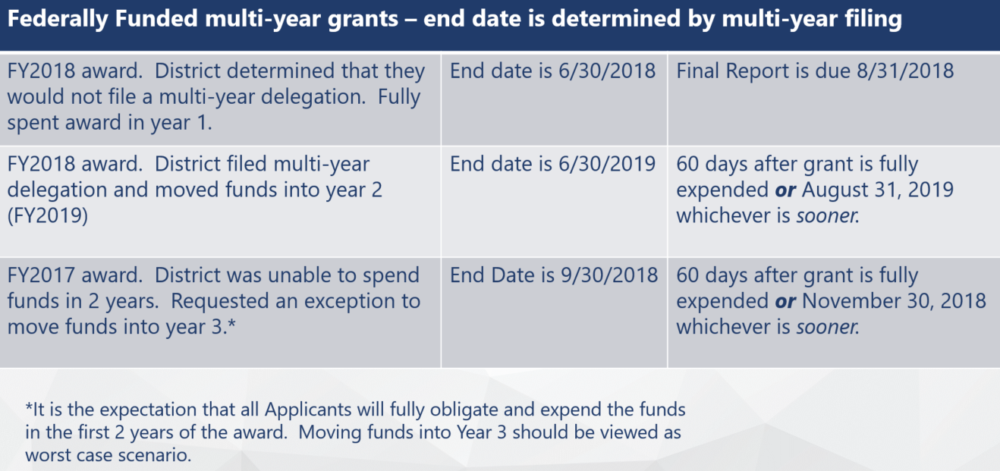 Federally Funded multi-year grants – end date is determined by multi-year filing
FY2018 award.  District determined that they
would not file a multi-year delegation.  Fully
spent award in year 1.
End date is 6/30/2018
Final Report is due 8/31/2018
FY2018 award.  District filed multi-year
delegation and moved funds into year 2
(FY2019)
End date is 6/30/2019
60 days after grant is fully
expended or August 31, 2019
whichever is sooner.
FY2017 award.  District was unable to spend
funds in 2 years.  Requested an exception to
move funds into year 3.*
End Date is 9/30/2018
60 days after grant is fully
expended or November 30, 2018
whichever is sooner.
*It is the expectation that all Applicants will fully obligate and expend the funds
in the first 2 years of the award.  Moving funds into Year 3 should be viewed as
worst case scenario.